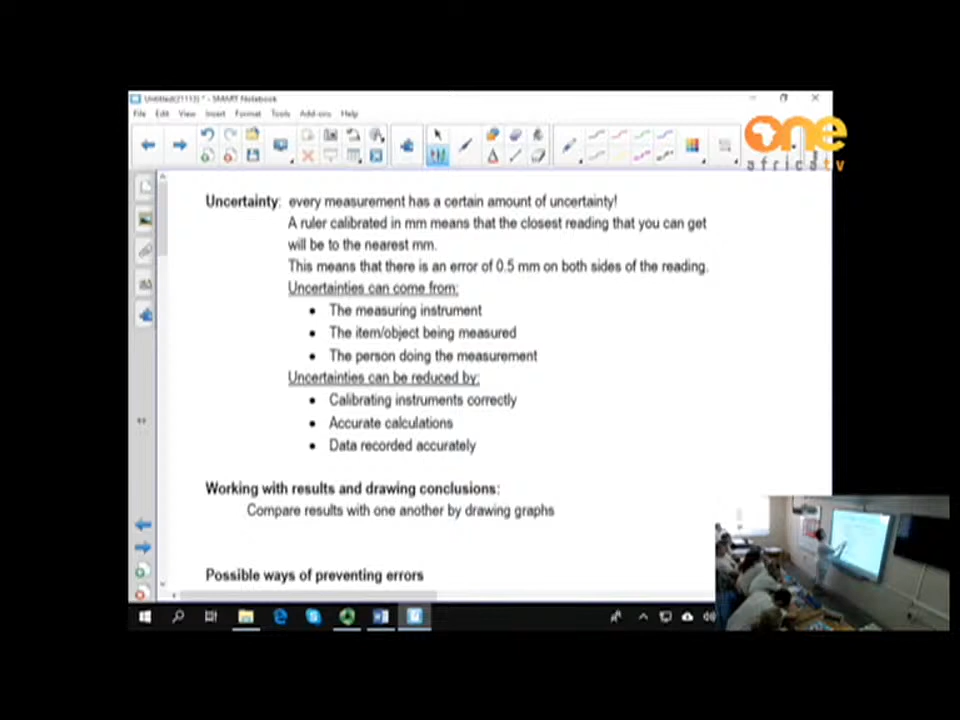 Untitled(21113) * - SMART Notebook
File Edit View Insert Format Tools Add-ons Help
one
africa tv
Uncertainty: every measurement has a certain amount of uncertainty!
A ruler calibrated in mm means that the closest reading that you can get
will be to the nearest mm.
This means that there is an error of 0.5 mm on both sides of the reading.
Uncertainties can come from:
• The measuring instrument
• The item/object being measured
• The person doing the measurement
Uncertainties can be reduced by:
• Calibrating instruments correctly
• Accurate calculations
• Data recorded accurately
Working with results and drawing conclusions:
Compare results with one another by drawing graphs
Possible ways of preventing errors